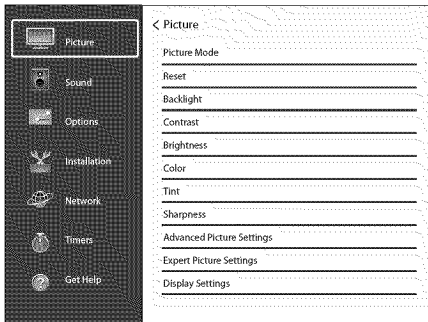 Picture
Sound
Options
Installation
Network
Timers
Get Help
< Picture
Picture Mode
Reset
Backlight
Contrast
Brightness
Color
Tint
Sharpness
Advanced Picture Settings
Expert Picture Settings
Display Settings